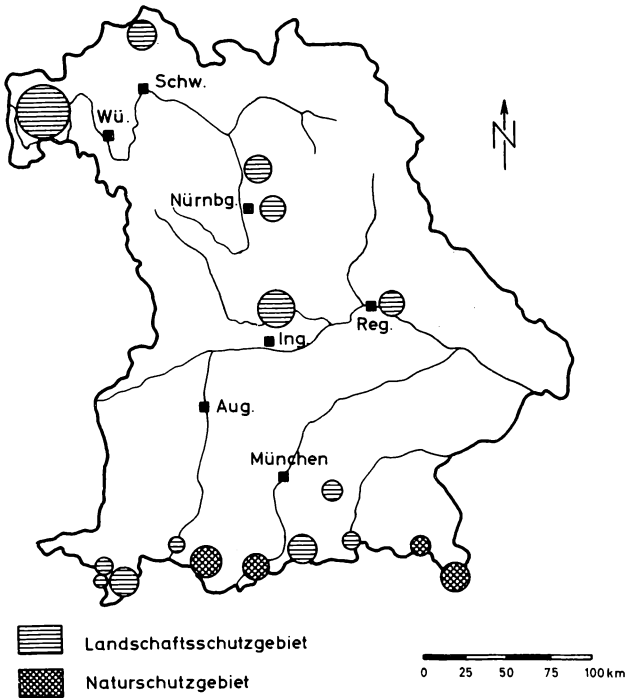 Schw.
Wü.
N
Nürnbg.
Reg.
Ing.
Aug.
München
Landschaftsschutzgebiet
Naturschutzgebiet
0 25 50 75 100 km